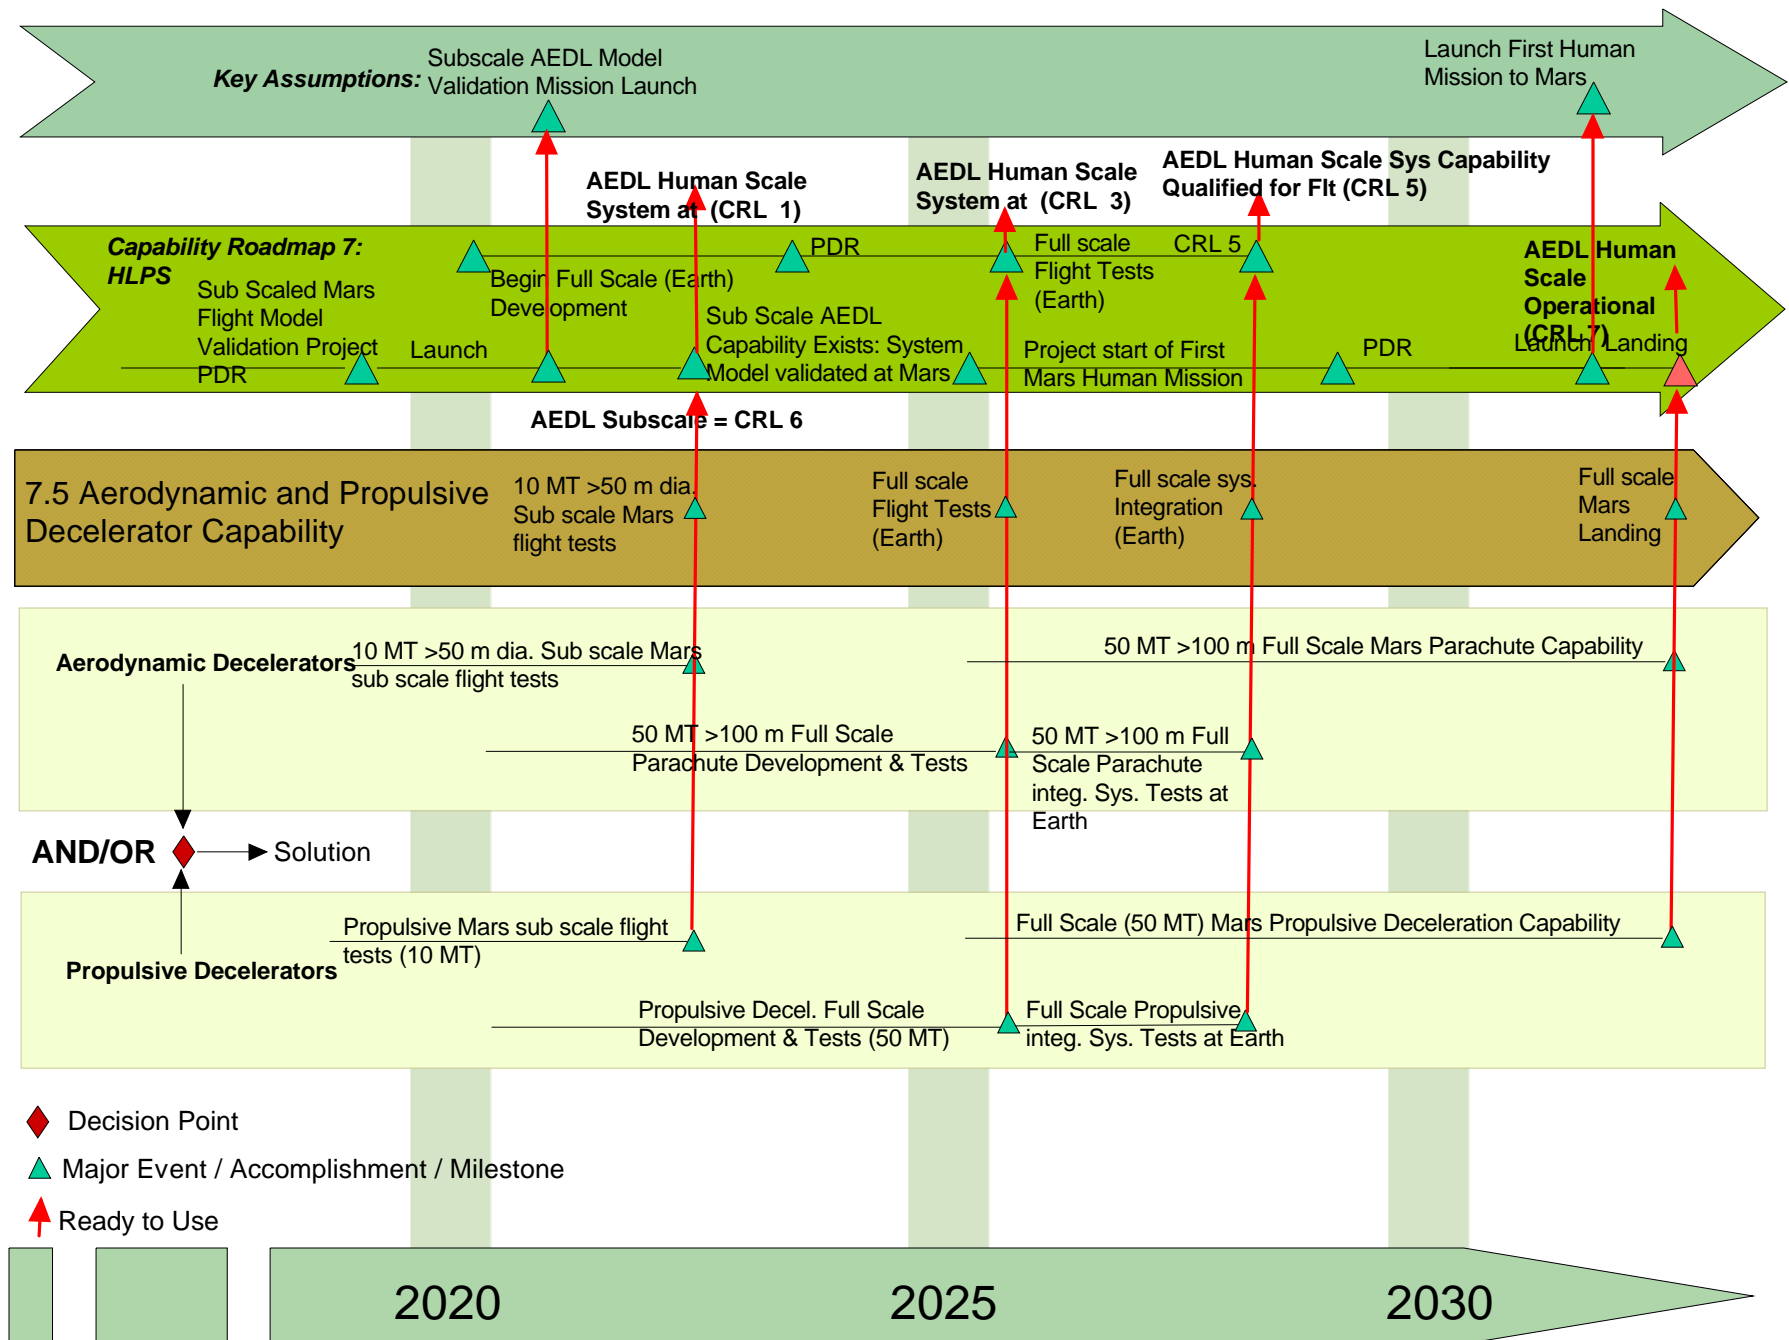 Key Assumptions:
Subscale AEDL Model
Validation Mission Launch
Launch First Human
Mission to Mars
AEDL Human Scale
System at  (CRL  1)
AEDL Human Scale
System at  (CRL  3)
AEDL Human Scale Sys Capability
Qualified for Flt (CRL 5)
Capability Roadmap 7:
HLPS
Sub Scaled Mars
Flight Model
Validation Project
PDR
Launch
Begin Full Scale (Earth)
Development
PDR
Sub Scale AEDL
Capability Exists: System
Model validated at Mars
Full scale
Flight Tests
(Earth)
CRL 5
Project start of First
Mars Human Mission
PDR
AEDL Human
Scale
Operational
(CRL 7)
Launch
Landing
AEDL Subscale = CRL 6
7.5 Aerodynamic and Propulsive
Decelerator Capability
10 MT >50 m dia.
Sub scale Mars
flight tests
Full scale
Flight Tests
(Earth)
Full scale sys.
Integration
(Earth)
Full scale
Mars
Landing
Aerodynamic Decelerators
10 MT >50 m dia. Sub scale Mars
sub scale flight tests
50 MT >100 m Full Scale Mars Parachute Capability
50 MT >100 m Full Scale
Parachute Development & Tests
50 MT >100 m Full
Scale Parachute
integ. Sys. Tests at
Earth
AND/OR
Solution
Propulsive Mars sub scale flight
tests (10 MT)
Full Scale (50 MT) Mars Propulsive Deceleration Capability
Propulsive Decelerators
Propulsive Decel. Full Scale
Development & Tests (50 MT)
Full Scale Propulsive
integ. Sys. Tests at Earth
Decision Point
Major Event / Accomplishment / Milestone
Ready to Use
2020
2025
2030